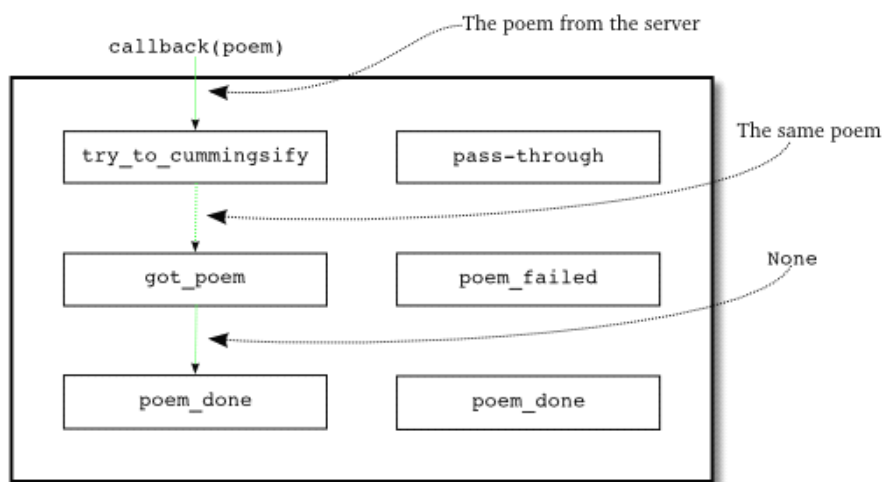 The poem from the server
callback(poem)
The same poem
try_to_cummingsify
pass-through
None
got_poem
poem_failed
poem_done
poem_done